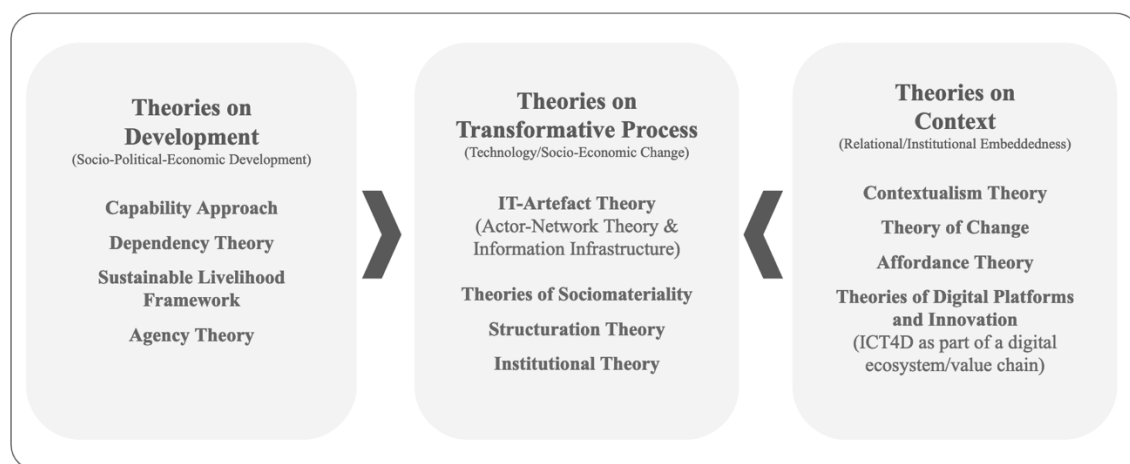 Theories on
Development
(Socio-Political-Economic Development)
Capability Approach
Dependency Theory
Sustainable Livelihood
Framework
Agency Theory
Theories on
Transformative Process
(Technology/Socio-Economic Change)
IT-Artefact Theory
(Actor-Network Theory &
Information Infrastructure)
Theories of Sociomateriality
Structuration Theory
Institutional Theory
Theories on
Context
(Relational/Institutional Embeddedness)
Contextualism Theory
Theory of Change
Affordance Theory
Theories of Digital Platforms
and Innovation
(ICT4D as part of a digital
ecosystem/value chain)